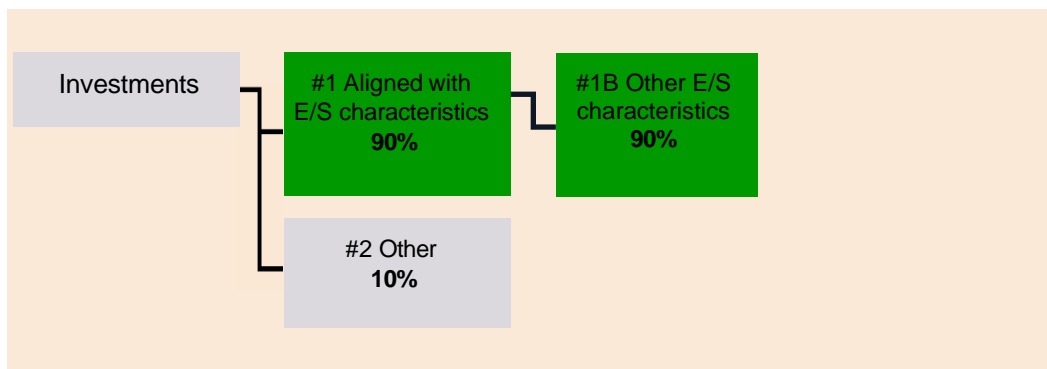 Investments
#1 Aligned with
E/S characteristics
90%
#1B Other E/S
characteristics
90%
#2 Other
10%